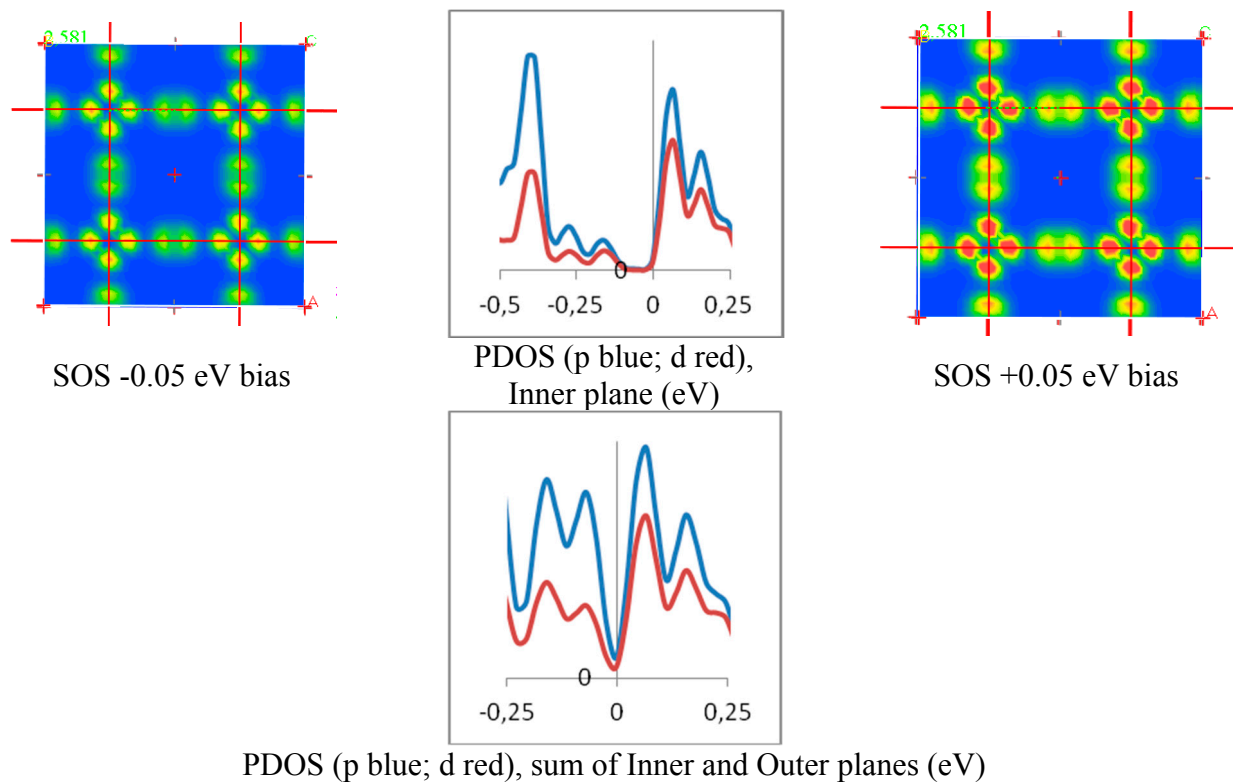 2.581
C
A
SOS -0.05 eV bias
0
-0,5 -0,25 0 0,25
PDOS (p blue; d red),
Inner plane (eV)
2.581
A
SOS +0.05 eV bias
0
-0,25 0 0,25
PDOS (p blue; d red), sum of Inner and Outer planes (eV)